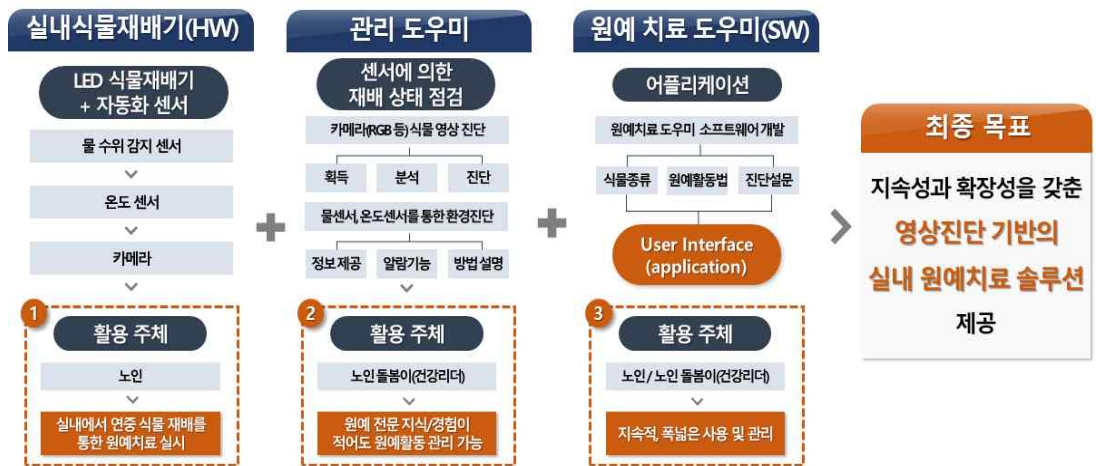 실내식물재배기(HW)
LED 식물재배기
+ 자동화 센서
물 수위 감지 센서
온도 센서
카메라
1
활용 주체
노인
실내에서 연중 식물 재배를
통한 원예치료 실시
관리 도우미
센서에 의한
재배 상태 점검
카메라(RGB 등) 식물 영상 진단
획득
분석
진단
물센서, 온도센서를 통한 환경진단
정보 제공
알람기능
방법 설명
2
활용 주체
노인 돌봄이(건강리더)
원예 전문 지식/경험이
적어도 원예활동 관리 가능
원예 치료 도우미(SW)
어플리케이션
원예치료 도우미 소프트웨어 개발
식물종류
원예활동법
진단설문
User Interface
(application)
3
활용 주체
노인 / 노인 돌봄이(건강리더)
지속적, 폭넓은 사용 및 관리
최종 목표
지속성과 확장성을 갖춘
영상진단 기반의
실내 원예치료 솔루션
제공